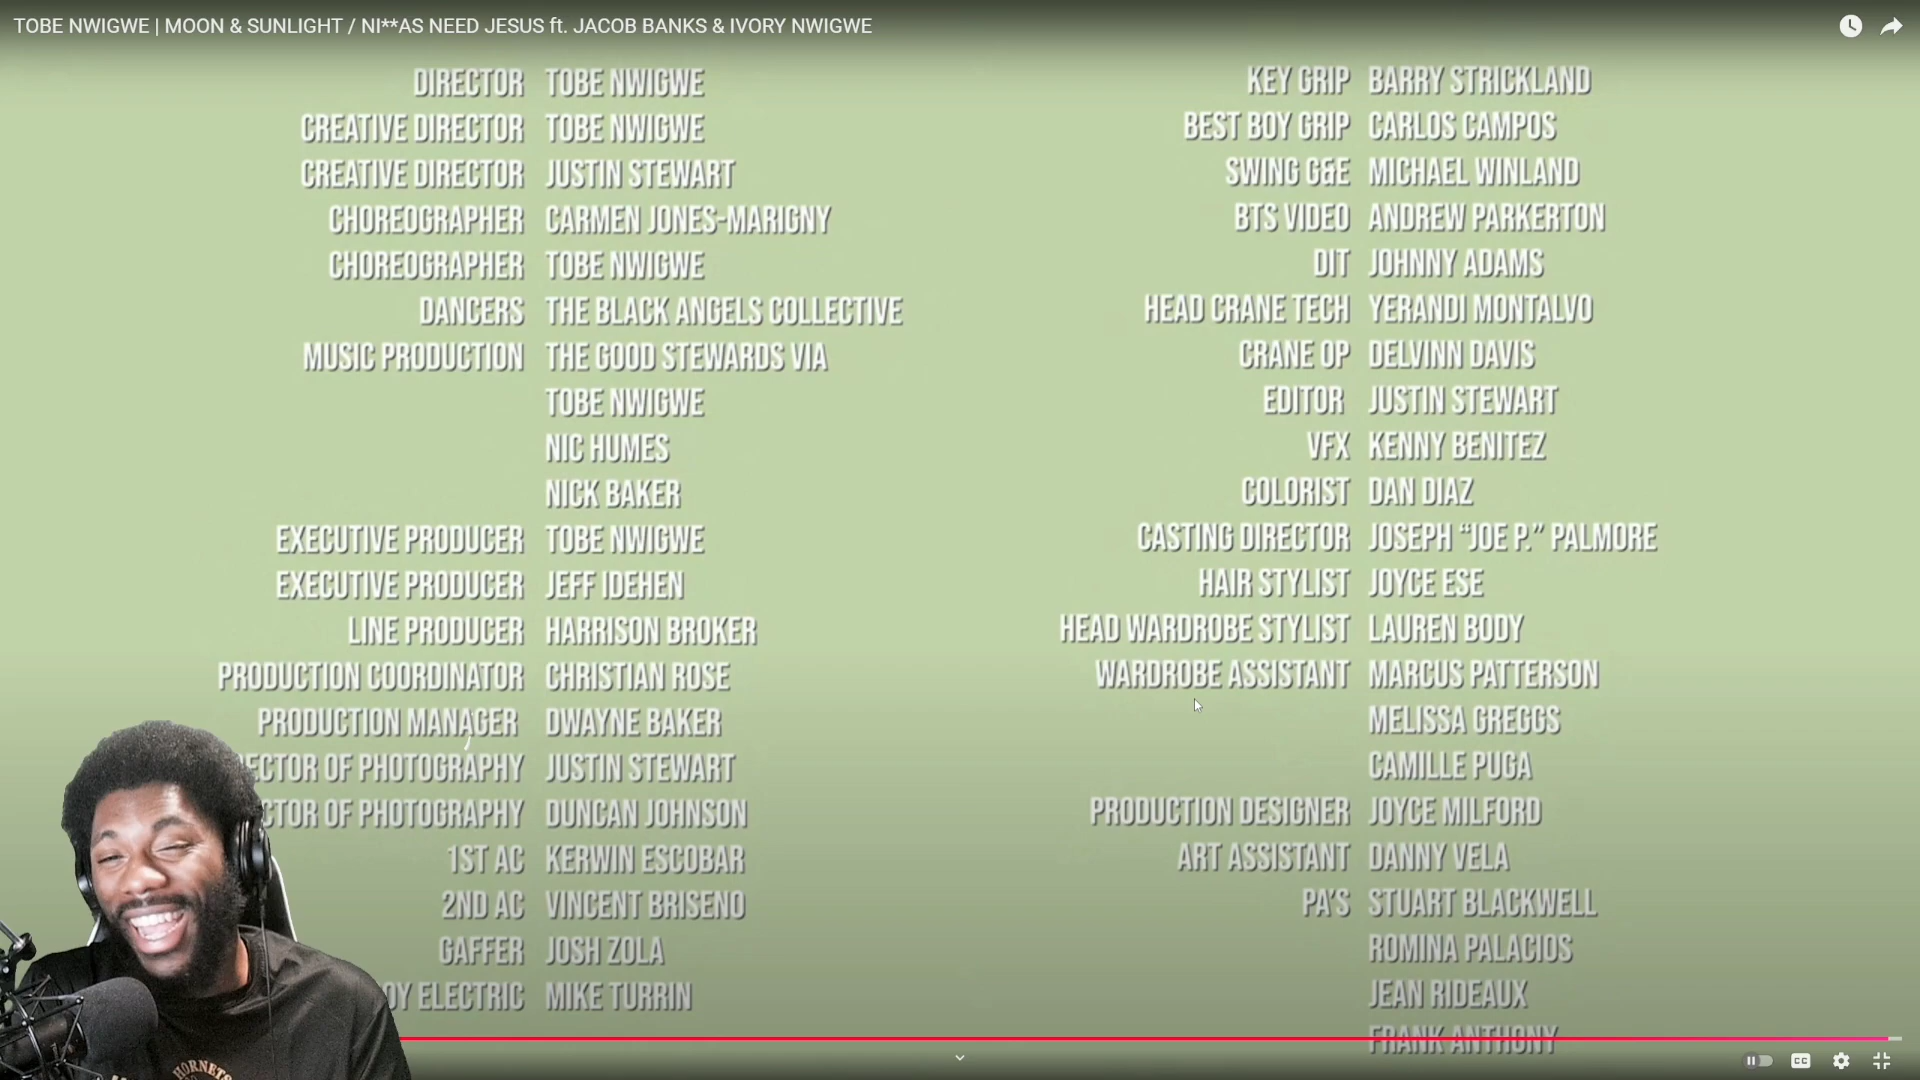 TOBE NWIGWE | MOON & SUNLIGHT / NI**AS NEED JESUS ft. JACOB BANKS & IVORY NWIGWE
DIRECTOR TOBE NWIGWE
CREATIVE DIRECTOR TOBE NWIGWE
CREATIVE DIRECTOR JUSTIN STEWART
CHOREOGRAPHER CARMEN JONES-MARIGNY
CHOREOGRAPHER TOBE NWIGWE
DANCERS THE BLACK ANGELS COLLECTIVE
MUSIC PRODUCTION THE GOOD STEWARDS VIA
TOBE NWIGWE
NIC HUMES
NICK BAKER
EXECUTIVE PRODUCER TOBE NWIGWE
EXECUTIVE PRODUCER JEFF IDEHEN
LINE PRODUCER HARRISON BROKER
PRODUCTION COORDINATOR CHRISTIAN ROSE
PRODUCTION MANAGER DWAYNE BAKER
ECTOR OF PHOTOGRAPHY JUSTIN STEWART
CTOR OF PHOTOGRAPHY DUNCAN JOHNSON
1ST AC KERWIN ESCOBAR
2ND AC VINCENT BRISENO
GAFFER JOSH ZOLA
OY ELECTRIC MIKE TURRIN
KEY GRIP BARRY STRICKLAND
BEST BOY GRIP CARLOS CAMPOS
SWING G&E MICHAEL WINLAND
BTS VIDEO ANDREW PARKERTON
DIT JOHNNY ADAMS
HEAD CRANE TECH YERANDI MONTALVO
CRANE OP DELVINN DAVIS
EDITOR JUSTIN STEWART
VFX KENNY BENITEZ
COLORIST DAN DIAZ
CASTING DIRECTOR JOSEPH “JOE P.” PALMORE
HAIR STYLIST JOYCE ESE
HEAD WARDROBE STYLIST LAUREN BODY
WARDROBE ASSISTANT MARCUS PATTERSON
MELISSA GREGGS
CAMILLE PUGA
PRODUCTION DESIGNER JOYCE MILFORD
ART ASSISTANT DANNY VELA
PA'S STUART BLACKWELL
ROMINA PALACIOS
JEAN RIDEAUX
FRANK ANTHONY
HORNETS
CC